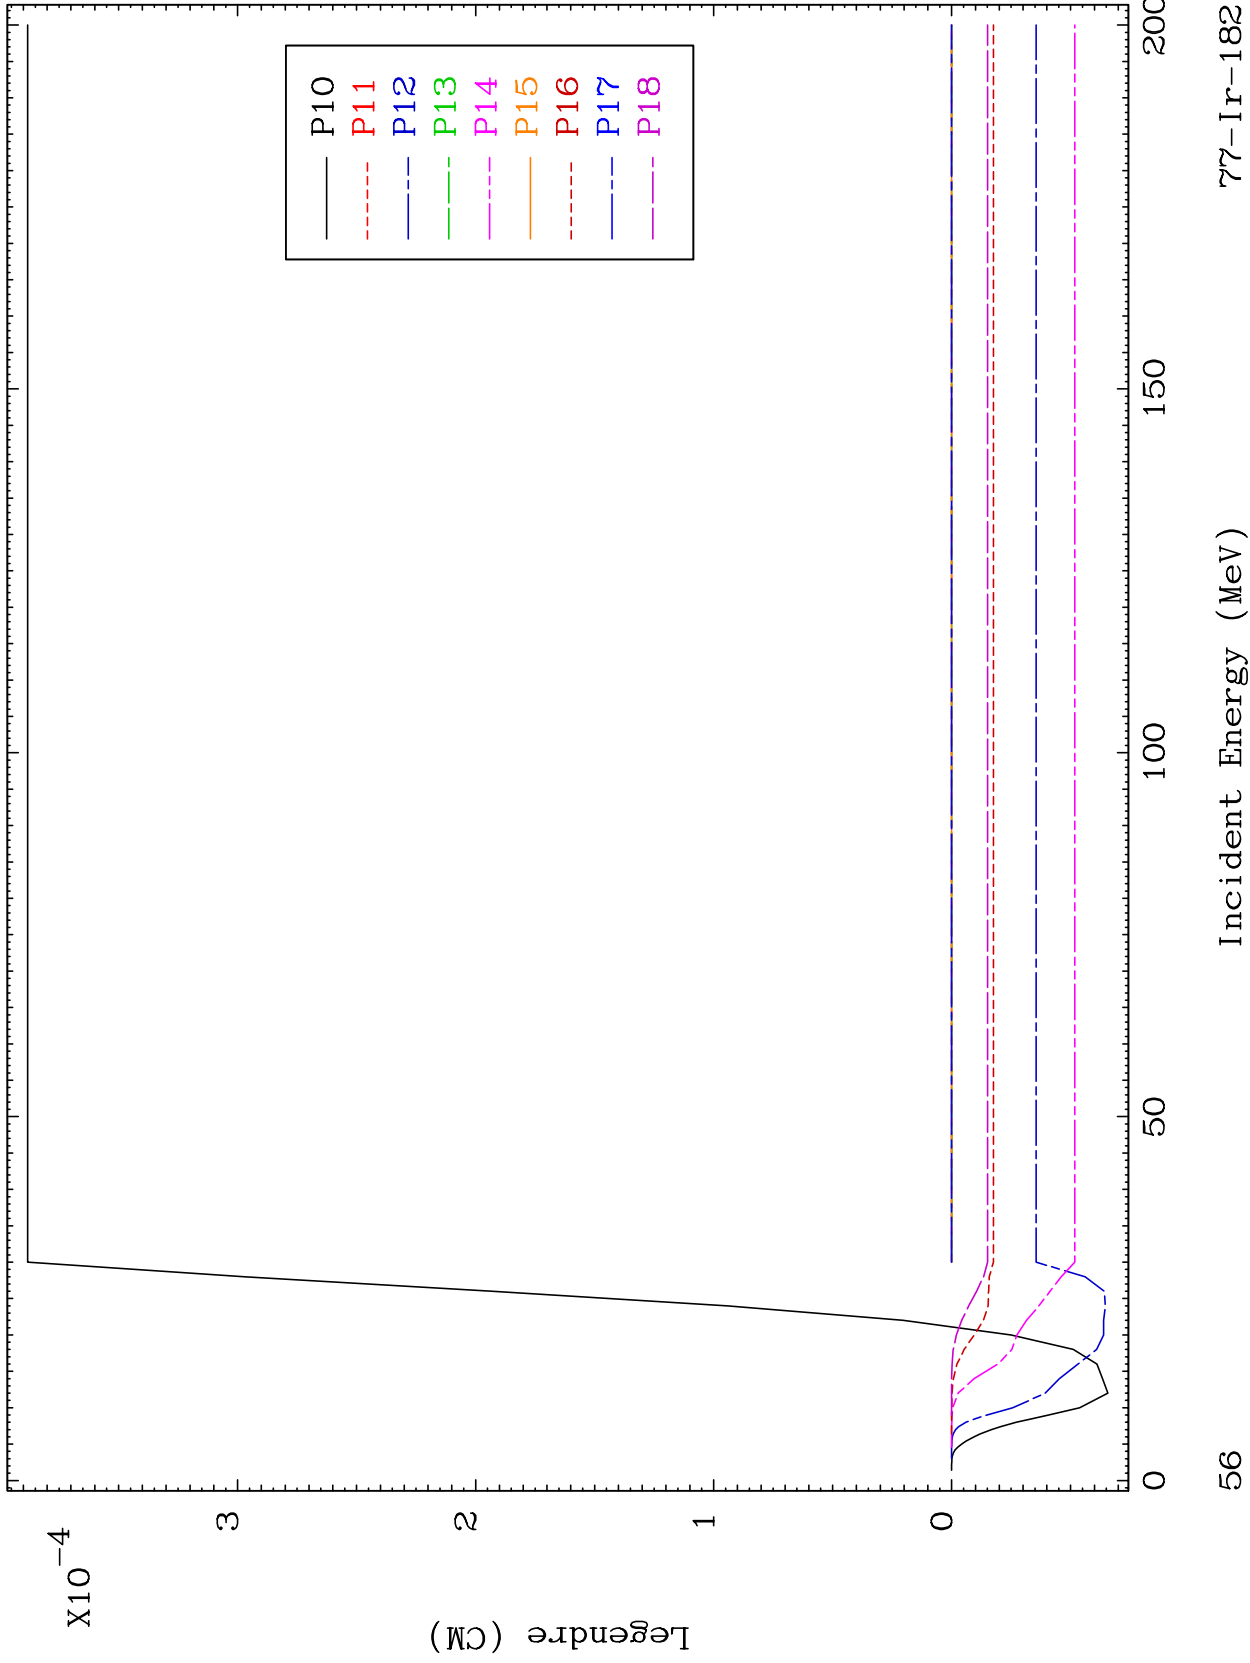 X10-4
3
2
1
0
Legendre (CM)
P10
P11
P12
P13
P14
P15
P16
P17
P18
0
50
100
150
200
Incident Energy (MeV)
56
77-Ir-182